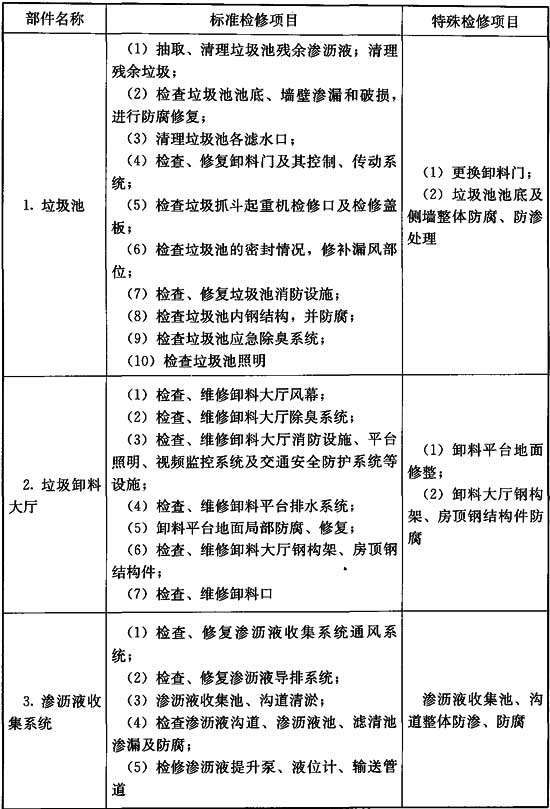 部件名称
标准检修项目
特殊检修项目
1. 垃圾池
（1）抽取、清理垃圾池残余渗沥液；清理
残余垃圾；
（2）检查垃圾池池底、墙壁渗漏和破损，
进行防腐修复；
（3）清理垃圾池各滤水口；
（4）检查、修复卸料门及其控制、传动系
统；
（5）检查垃圾抓斗起重机检修口及检修盖
板；
（6）检查垃圾池的密封情况，修补漏风部
位；
（7）检查、修复垃圾池消防设施；
（8）检查垃圾池内钢结构，并防腐；
（9）检查垃圾池应急除臭系统；
（10）检查垃圾池照明
（1）更换卸料门；
（2）垃圾池池底及
侧墙整体防腐、防渗
处理
2. 垃圾卸料
大厅
（1）检查、维修卸料大厅风幕；
（2）检查、维修卸料大厅除臭系统；
（3）检查、维修卸料大厅消防设施、平台
照明、视频监控系统及交通安全防护系统等
设施；
（4）检查、维修卸料平台排水系统；
（5）卸料平台地面局部防腐、修复；
（6）检查、维修卸料大厅钢构架、房顶钢
结构件；
（7）检查、维修卸料口
（1）卸料平台地面
修整；
（2）卸料大厅钢构
架、房顶钢结构件防
腐
3. 渗沥液收
集系统
（1）检查、修复渗沥液收集系统通风系
统；
（2）检查、修复渗沥液导排系统；
（3）渗沥液收集池、沟道清淤；
（4）检查渗沥液沟道、渗沥液池、滤清池
渗漏及防腐；
（5）检修渗沥液提升泵、液位计、输送管
道
渗沥液收集池、沟
道整体防渗、防腐